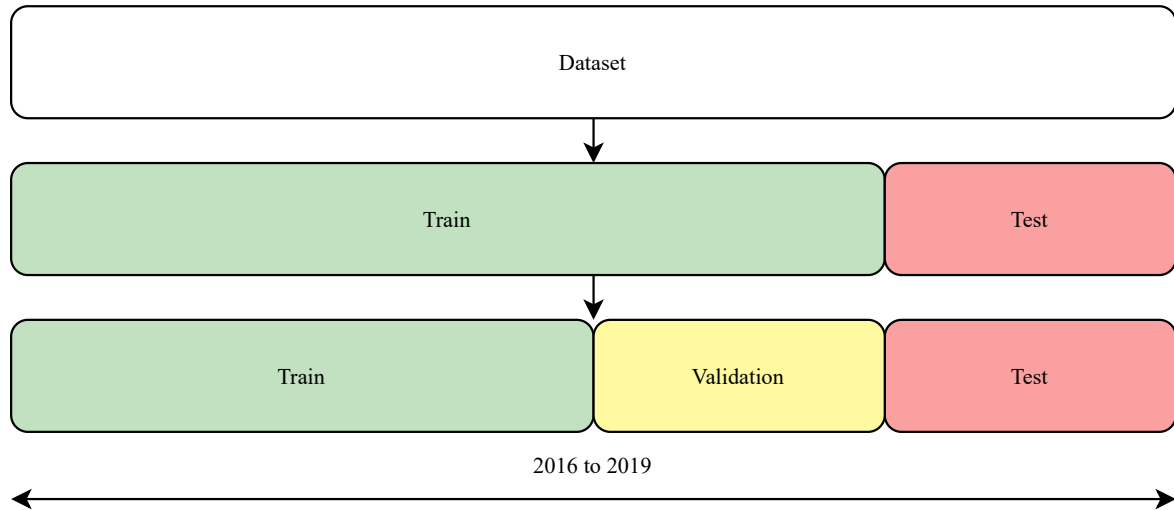 Dataset
Train
Test
Train
Validation
Test
2016 to 2019